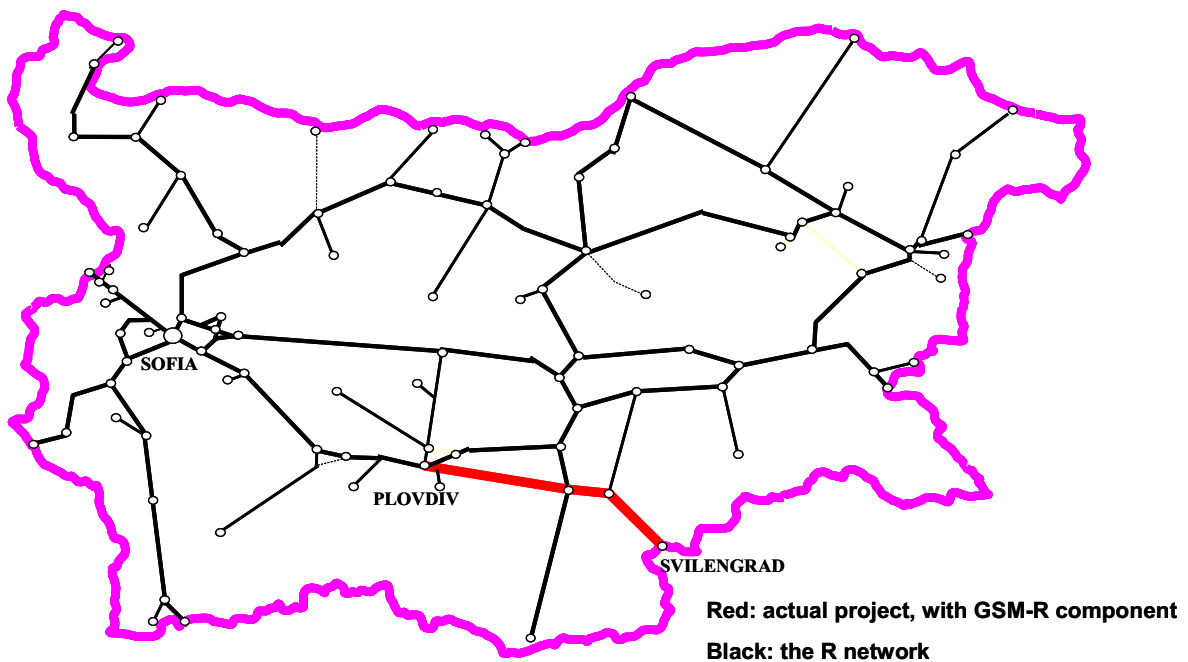 SOFIA
PLOVDIV
SVILENGRAD
Red: actual project, with GSM-R component
Black: the R network